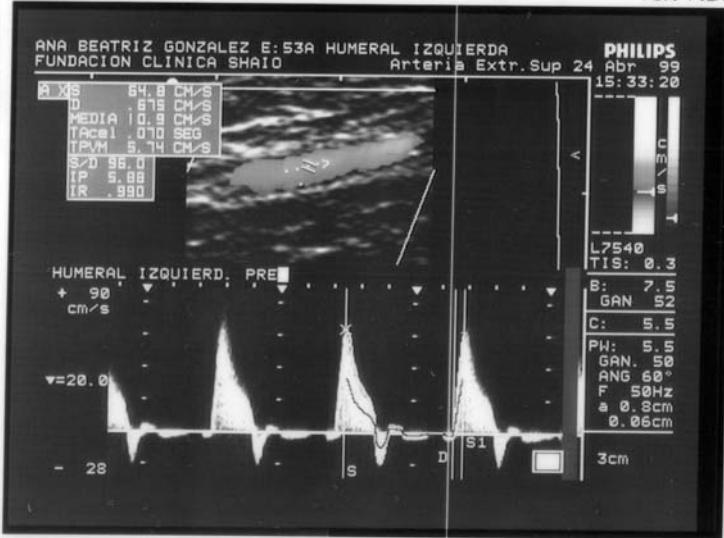 ANA BEATRIZ GONZALEZ E:53A HUMERAL IZQUIERDA
FUNDACION CLINICA SHAIO Arteria Extr.Sup 24 Abr 99
PHILIPS
15:33:20
A X S 64.8 CM/S
D .675 CM/S
MEDIA 10.9 CM/S
TAcel .070 SEG
TPVM 5.74 CM/S
S/D 96.0
IP 5.88
IR .990
cm/s
V
L7540
TIS: 0.3
B: 7.5
GAN 52
C: 5.5
PW: 5.5
GAN. 50
ANG 60°
F 50Hz
a 0.8cm
0.06cm
3cm
HUMERAL IZQUIERD. PRE
+ 90
cm/s
▼=20.0
- 28
S
D
S1